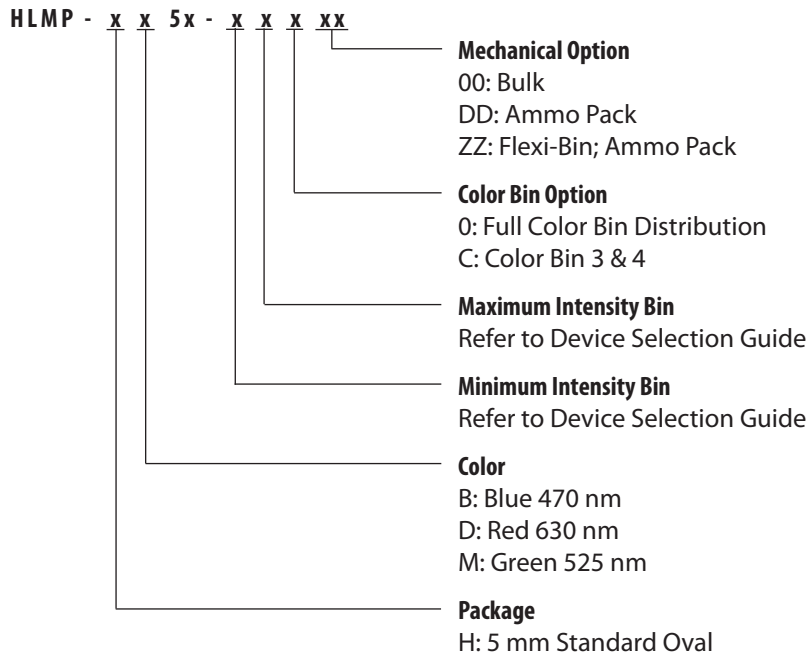 HLMP - x x 5x - x x x xx
Mechanical Option
00: Bulk
DD: Ammo Pack
ZZ: Flexi-Bin; Ammo Pack
Color Bin Option
0: Full Color Bin Distribution
C: Color Bin 3 & 4
Maximum Intensity Bin
Refer to Device Selection Guide
Minimum Intensity Bin
Refer to Device Selection Guide
Color
B: Blue 470 nm
D: Red 630 nm
M: Green 525 nm
Package
H: 5 mm Standard Oval